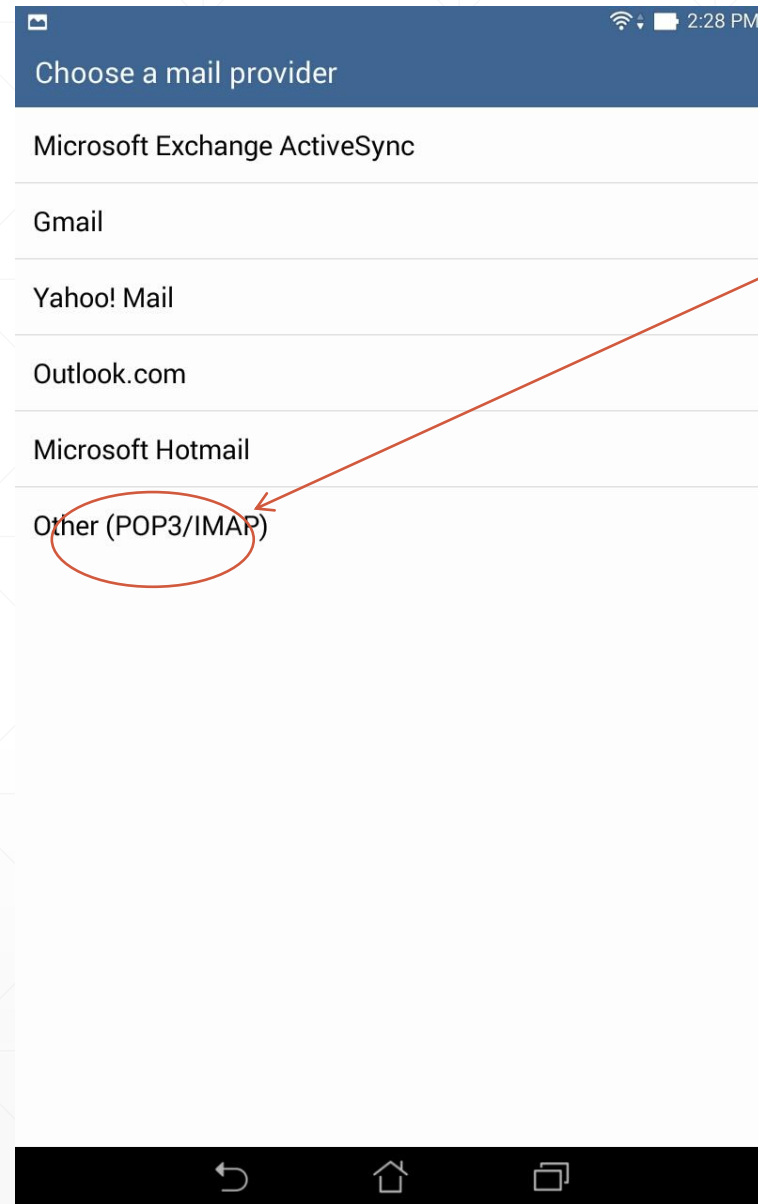 2:28 PM
Choose a mail provider
Microsoft Exchange ActiveSync
Gmail
Yahoo! Mail
Outlook.com
Microsoft Hotmail
Other (POP3/IMAP)